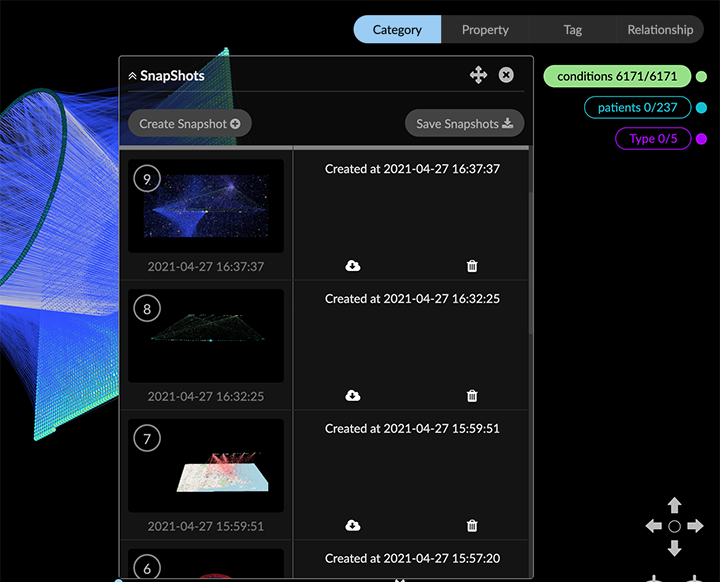 Category Property Tag Relationship
SnapShots
conditions 6171/6171
patients 0/237
Type 0/5
Create Snapshot Save Snapshots
9
Created at 2021-04-27 16:37:37
2021-04-27 16:37:37
8
Created at 2021-04-27 16:32:25
2021-04-27 16:32:25
7
Created at 2021-04-27 15:59:51
2021-04-27 15:59:51
6
Created at 2021-04-27 15:57:20